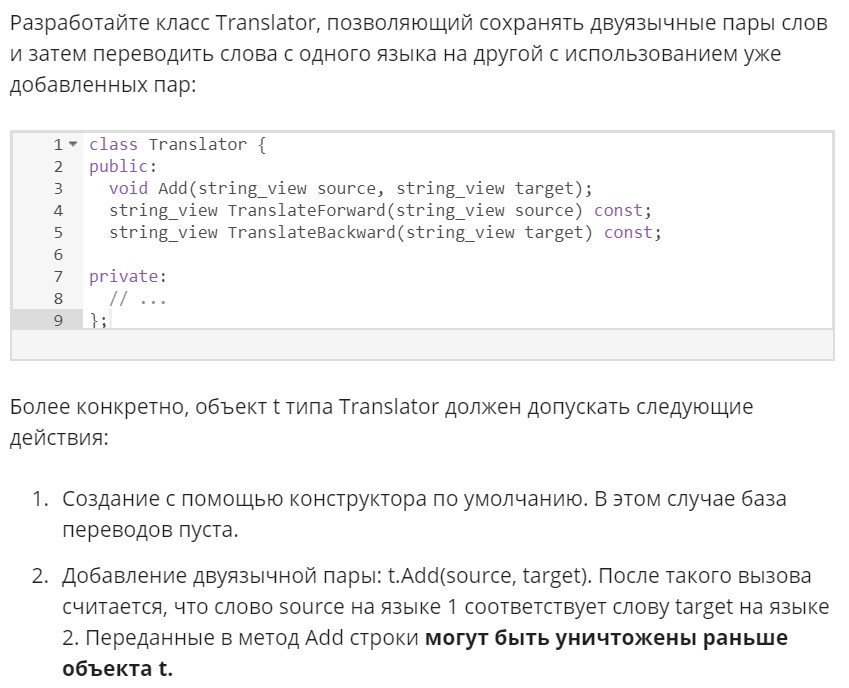 Разработайте класс Translator, позволяющий сохранять двуязычные пары слов
и затем переводить слова с одного языка на другой с использованием уже
добавленных пар:
1 class Translator {
2 public:
3   void Add(string_view source, string_view target);
4   string_view TranslateForward(string_view source) const;
5   string_view TranslateBackward(string_view target) const;
6
7 private:
8   // ...
9 };
Более конкретно, объект t типа Translator должен допускать следующие
действия:
1. Создание с помощью конструктора по умолчанию. В этом случае база
переводов пуста.
2. Добавление двуязычной пары: t.Add(source, target). После такого вызова
считается, что слово source на языке 1 соответствует слову target на языке
2. Переданные в метод Add строки могут быть уничтожены раньше
объекта t.